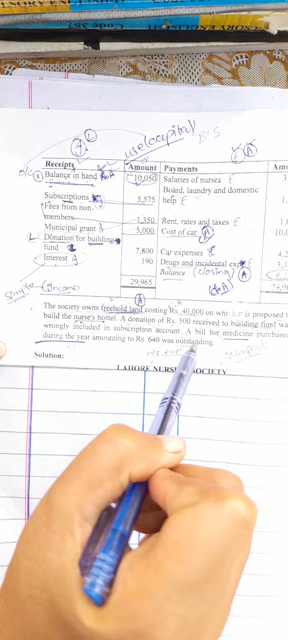 Code 387
use (capital) B/S
Receipts Amount Payments Amo
Balance in hand 10,050 Salaries of nurses E
Board, laundry and domestic
Subscriptions 5,575 help E
Fees from non
members 1,350 Rent, rates and taxes E
Municipal grant 5,000 Cost of car A
L Donation for building
fund 7,800 Car expenses E
Interest 190 Drugs and incidental exp
Balance (closing) A
29,965
(Income)
The society owns freehold land costing Rs. 40,000 on which is proposed
build the nurse's hostel. A donation of Rs. 500 received to building fund wa
wrongly included in subscription account. A bill for medicine purchased
during the year amounting to Rs. 640 was outstanding.
Solution:
LAHORE NURSING SOCIETY